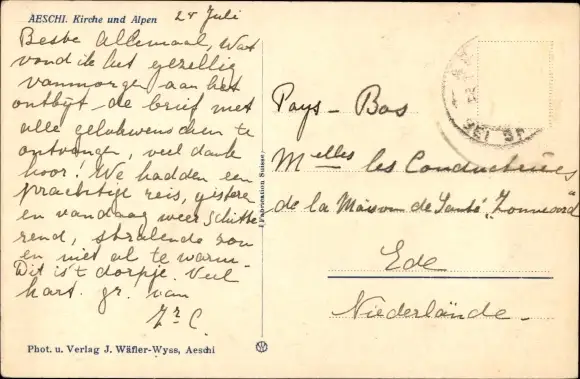 AESCHI. Kirche und Alpen
24 Juli
Beste Allemaal, Wat
vond ik het gezellig
vanmorgen aan het
ontbijt de brief met
alle gelukwenschen te
ontvangen, veel dank
hoor! We hadden een
prachtige reis, gisteren
en vandaag weer schitte
rend, stralende zon
en niet al te warm.
Dit is 't dorpje. Veel
hart. gr. van
Zr C.
Phot. u. Verlag J. Wäfler-Wyss, Aeschi
Fabrication Suisse
Pays-Bas
Melles les Conductrices
de la Maison de Santé "Zonneoord"
Ede
Niederlände.